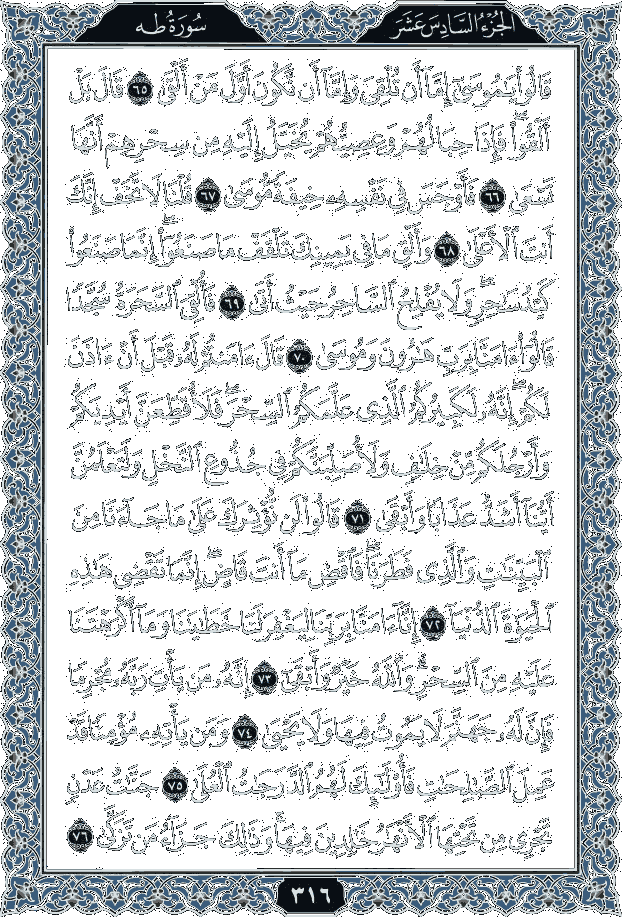 الجزء السادس عشر
سورة طه
قَالُوا۟ يَٰمُوسَىٰٓ إِمَّآ أَن تُلْقِىَ وَإِمَّآ أَن نَّكُونَ أَوَّلَ مَنْ أَلْقَىٰ ٦٥ قَالَ بَلْ
أَلْقُوا۟ ۖ فَإِذَا حِبَالُهُمْ وَعِصِيُّهُمْ يُخَيَّلُ إِلَيْهِ مِن سِحْرِهِمْ أَنَّهَا
تَسْعَىٰ ٦٦ فَأَوْجَسَ فِى نَفْسِهِۦ خِيفَةً مُّوسَىٰ ٦٧ قُلْنَا لَا تَخَفْ إِنَّكَ
أَنتَ ٱلْأَعْلَىٰ ٦٨ وَأَلْقِ مَا فِى يَمِينِكَ تَلْقَفْ مَا صَنَعُوٓا۟ ۖ إِنَّمَا صَنَعُوا۟
كَيْدُ سَٰحِرٍ ۖ وَلَا يُفْلِحُ ٱلسَّاحِرُ حَيْثُ أَتَىٰ ٦٩ فَأُلْقِىَ ٱلسَّحَرَةُ سُجَّدًا
قَالُوٓا۟ ءَامَنَّا بِرَبِّ هَٰرُونَ وَمُوسَىٰ ٧٠ قَالَ ءَامَنتُمْ لَهُۥ قَبْلَ أَنْ ءَاذَنَ
لَكُمْ ۖ إِنَّهُۥ لَكَبِيرُكُمُ ٱلَّذِى عَلَّمَكُمُ ٱلسِّحْرَ ۖ فَلَأُقَطِّعَنَّ أَيْدِيَكُمْ
وَأَرْجُلَكُم مِّنْ خِلَٰفٍ وَلَأُصَلِّبَنَّكُمْ فِى جُذُوعِ ٱلنَّخْلِ وَلَتَعْلَمُنَّ
أَيُّنَآ أَشَدُّ عَذَابًا وَأَبْقَىٰ ٧١ قَالُوا۟ لَن نُّؤْثِرَكَ عَلَىٰ مَا جَآءَنَا مِنَ
ٱلْبَيِّنَٰتِ وَٱلَّذِى فَطَرَنَا ۖ فَٱقْضِ مَآ أَنتَ قَاضٍ ۖ إِنَّمَا تَقْضِى هَٰذِهِ
ٱلْحَيَوٰةَ ٱلدُّنْيَآ ٧٢ إِنَّآ ءَامَنَّا بِرَبِّنَا لِيَغْفِرَ لَنَا خَطَٰيَٰنَا وَمَآ أَكْرَهْتَنَا
عَلَيْهِ مِنَ ٱلسِّحْرِ ۗ وَٱللَّهُ خَيْرٌ وَأَبْقَىٰٓ ٧٣ إِنَّهُۥ مَن يَأْتِ رَبَّهُۥ مُجْرِمًا
فَإِنَّ لَهُۥ جَهَنَّمَ لَا يَمُوتُ فِيهَا وَلَا يَحْيَىٰ ٧٤ وَمَن يَأْتِهِۦ مُؤْمِنًا قَدْ
عَمِلَ ٱلصَّٰلِحَٰتِ فَأُو۟لَٰٓئِكَ لَهُمُ ٱلدَّرَجَٰتُ ٱلْعُلَىٰ ٧٥ جَنَّٰتُ عَدْنٍ
تَجْرِى مِن تَحْتِهَا ٱلْأَنْهَٰرُ خَٰلِدِينَ فِيهَا ۚ وَذَٰلِكَ جَزَآءُ مَن تَزَكَّىٰ ٧٦
٣١٦